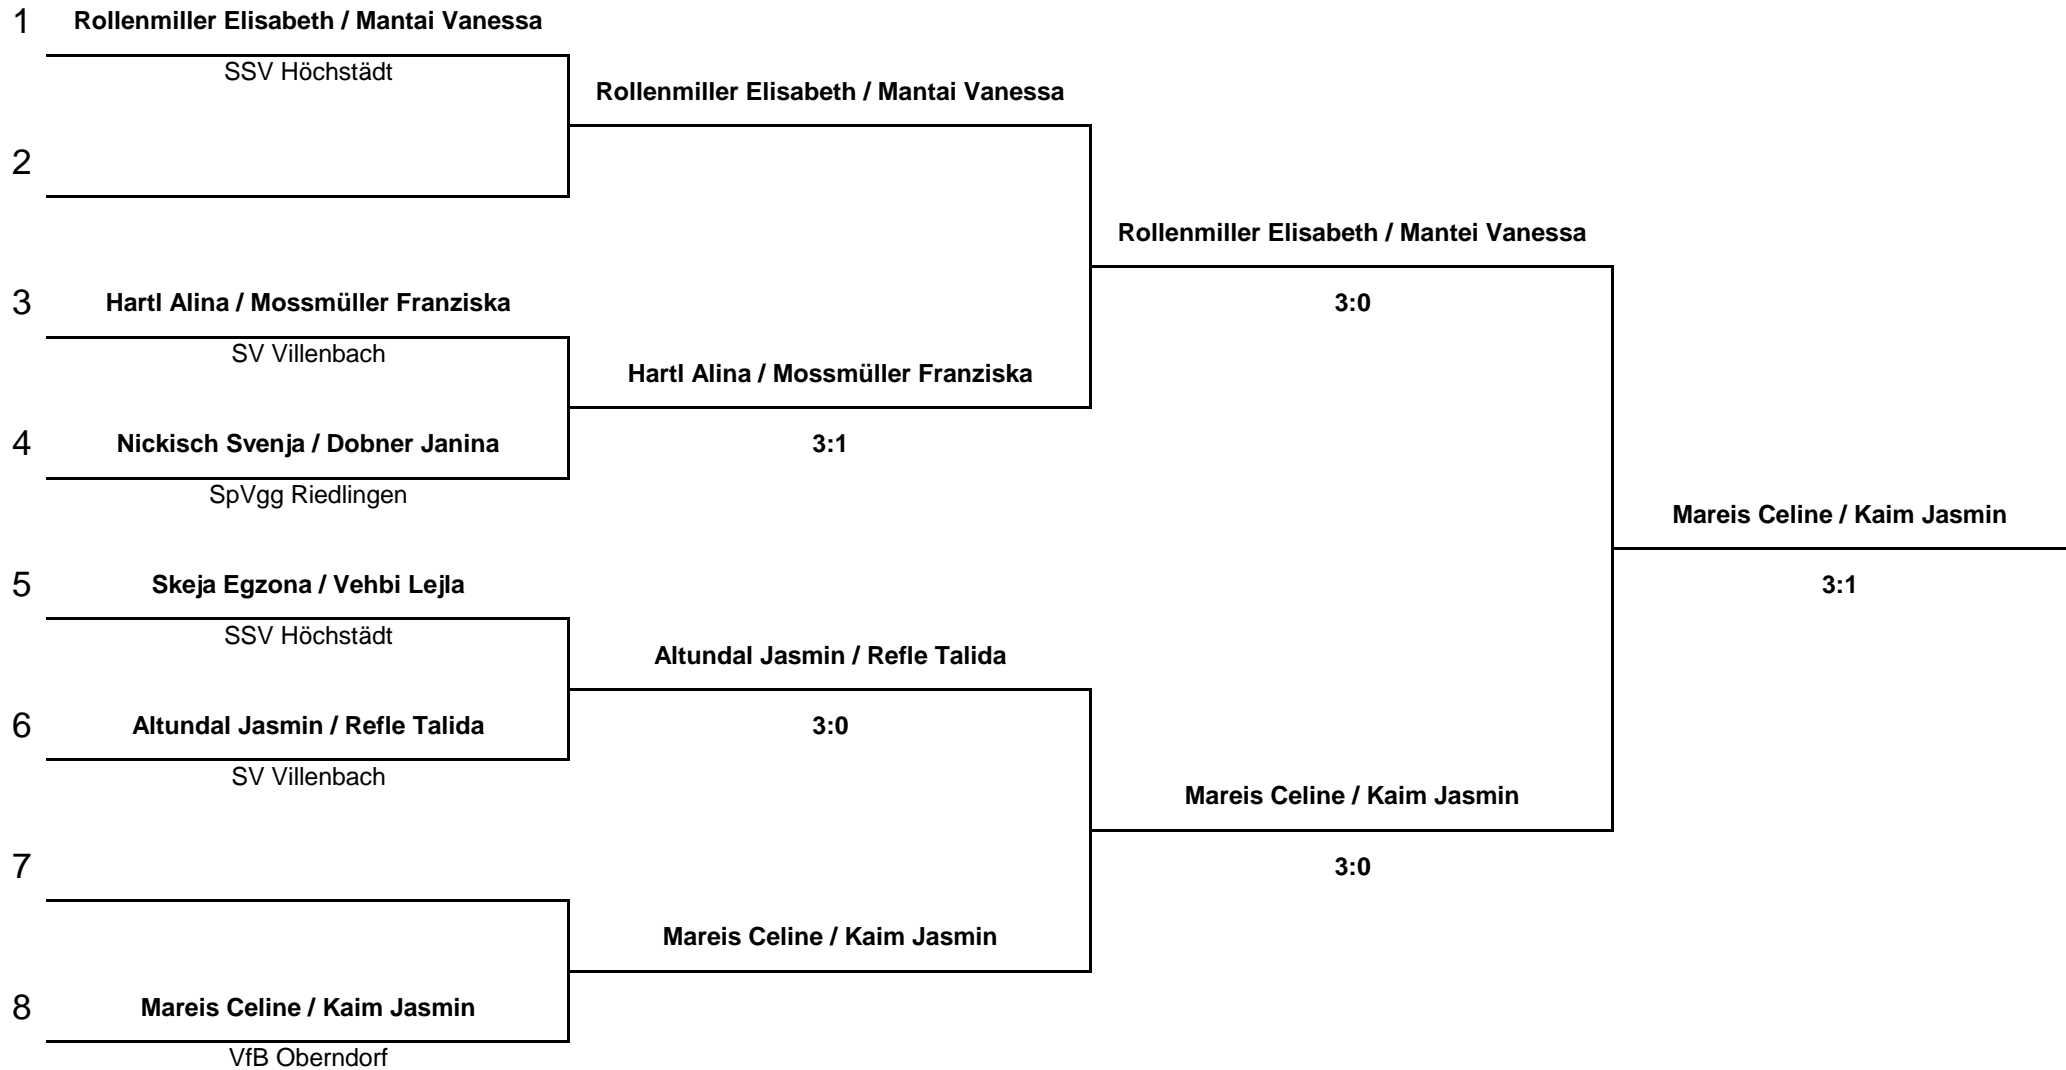 1 Rollenmiller Elisabeth / Mantai Vanessa
SSV Höchstädt
Rollenmiller Elisabeth / Mantai Vanessa
2
Rollenmiller Elisabeth / Mantei Vanessa
3 Hartl Alina / Mossmüller Franziska
3:0
SV Villenbach
Hartl Alina / Mossmüller Franziska
4 Nickisch Svenja / Dobner Janina
3:1
SpVgg Riedlingen
Mareis Celine / Kaim Jasmin
5 Skeja Egzona / Vehbi Lejla
3:1
SSV Höchstädt
Altundal Jasmin / Refle Talida
6 Altundal Jasmin / Refle Talida
3:0
SV Villenbach
Mareis Celine / Kaim Jasmin
7
3:0
Mareis Celine / Kaim Jasmin
8 Mareis Celine / Kaim Jasmin
VfB Oberndorf